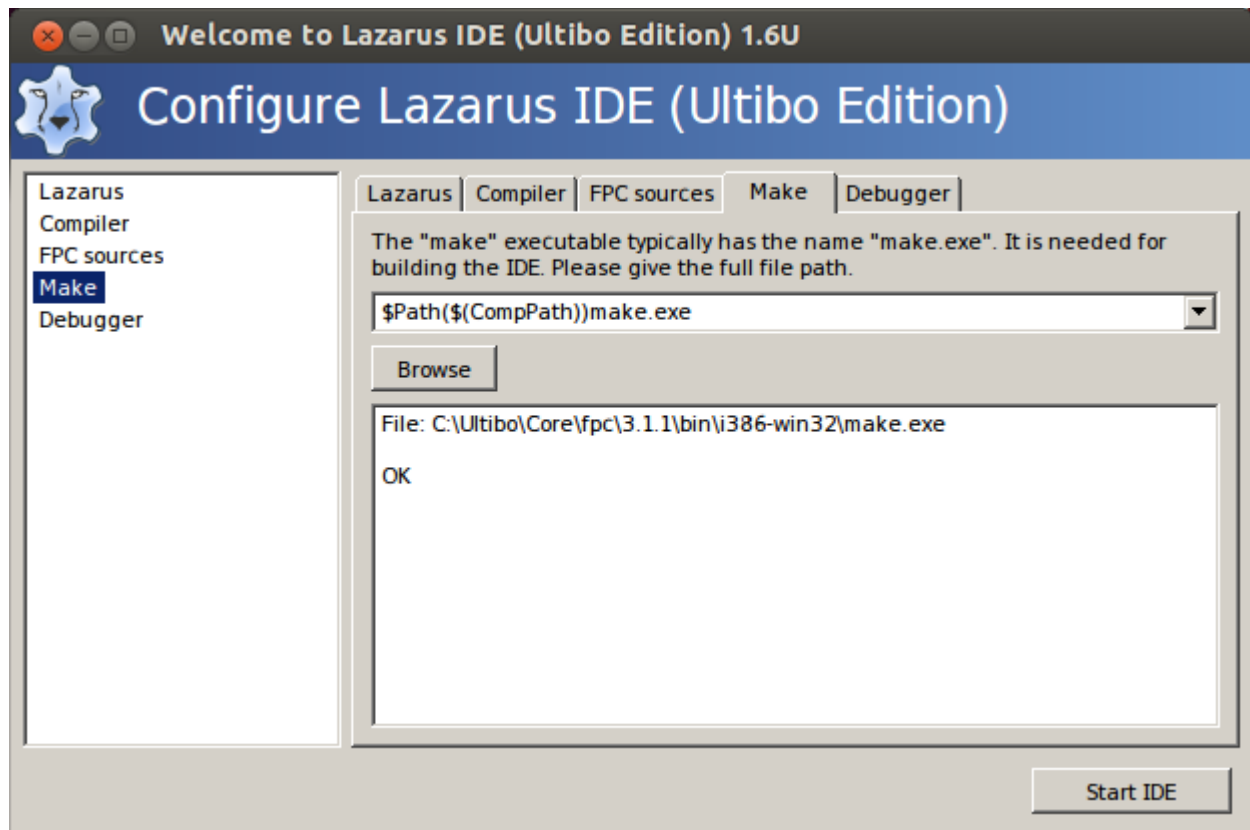 Welcome to Lazarus IDE (Ultibo Edition) 1.6U
Configure Lazarus IDE (Ultibo Edition)
Lazarus
Compiler
FPC sources
Make
Debugger
Lazarus Compiler FPC sources Make Debugger
The "make" executable typically has the name "make.exe". It is needed for
building the IDE. Please give the full file path.
$Path($(CompPath))make.exe
Browse
File: C:\Ultibo\Core\fpc\3.1.1\bin\i386-win32\make.exe
OK
Start IDE